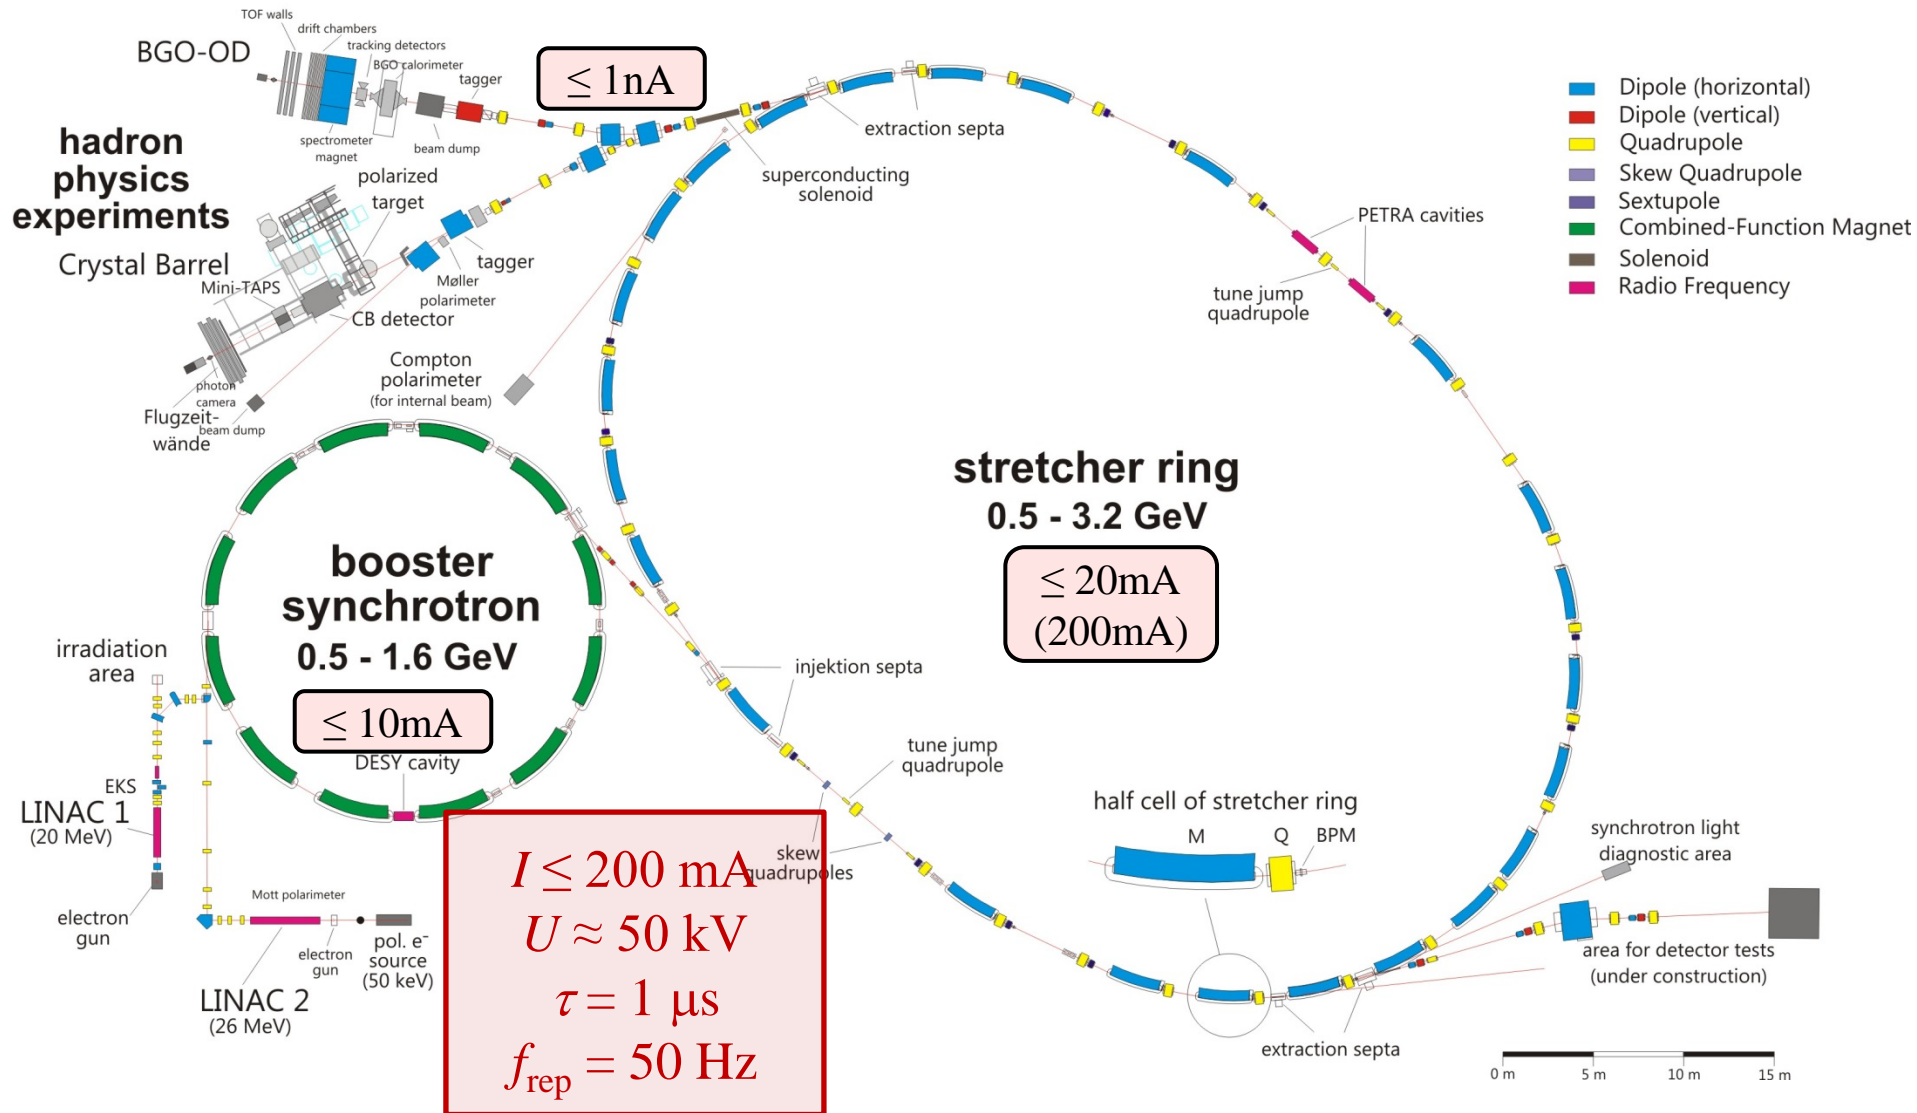 TOF walls
drift chambers
tracking detectors
BGO calorimeter
tagger
BGO-OD
spectrometer
magnet
beam dump
≤ 1nA
extraction septa
superconducting
solenoid
hadron
physics
experiments
polarized
target
Crystal Barrel
Mini-TAPS
tagger
Møller
polarimeter
CB detector
photon
camera
Flugzeit-
wände
beam dump
Compton
polarimeter
(for internal beam)
PETRA cavities
tune jump
quadrupole
Dipole (horizontal)
Dipole (vertical)
Quadrupole
Skew Quadrupole
Sextupole
Combined-Function Magnet
Solenoid
Radio Frequency
stretcher ring
0.5 - 3.2 GeV
≤ 20mA
(200mA)
booster
synchrotron
0.5 - 1.6 GeV
≤ 10mA
DESY cavity
irradiation
area
EKS
LINAC 1
(20 MeV)
electron
gun
Mott polarimeter
electron
gun
pol. e⁻
source
(50 keV)
LINAC 2
(26 MeV)
injektion septa
tune jump
quadrupole
skew
quadrupoles
I ≤ 200 mA
U ≈ 50 kV
τ = 1 μs
f_rep = 50 Hz
half cell of stretcher ring
M Q BPM
synchrotron light
diagnostic area
area for detector tests
(under construction)
extraction septa
0 m 5 m 10 m 15 m